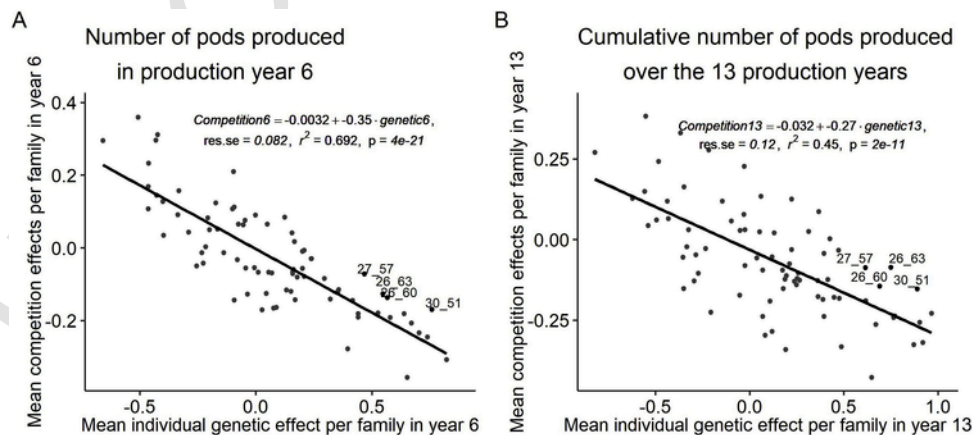 A
Number of pods produced
in production year 6
Mean competition effects per family in year 6
0.4
0.2
0.0
-0.2
Competition6 = -0.0032 + -0.35 · genetic6,
res.se = 0.082, r² = 0.692, p = 4e-21
27_57
26_63
26_60
30_51
-0.5
0.0
0.5
Mean individual genetic effect per family in year 6
B
Cumulative number of pods produced
over the 13 production years
Mean competition effects per family in year 13
0.25
0.00
-0.25
Competition13 = -0.032 + -0.27 · genetic13,
res.se = 0.12, r² = 0.45, p = 2e-11
27_57
26_63
26_60
30_51
-0.5
0.0
0.5
1.0
Mean individual genetic effect per family in year 13